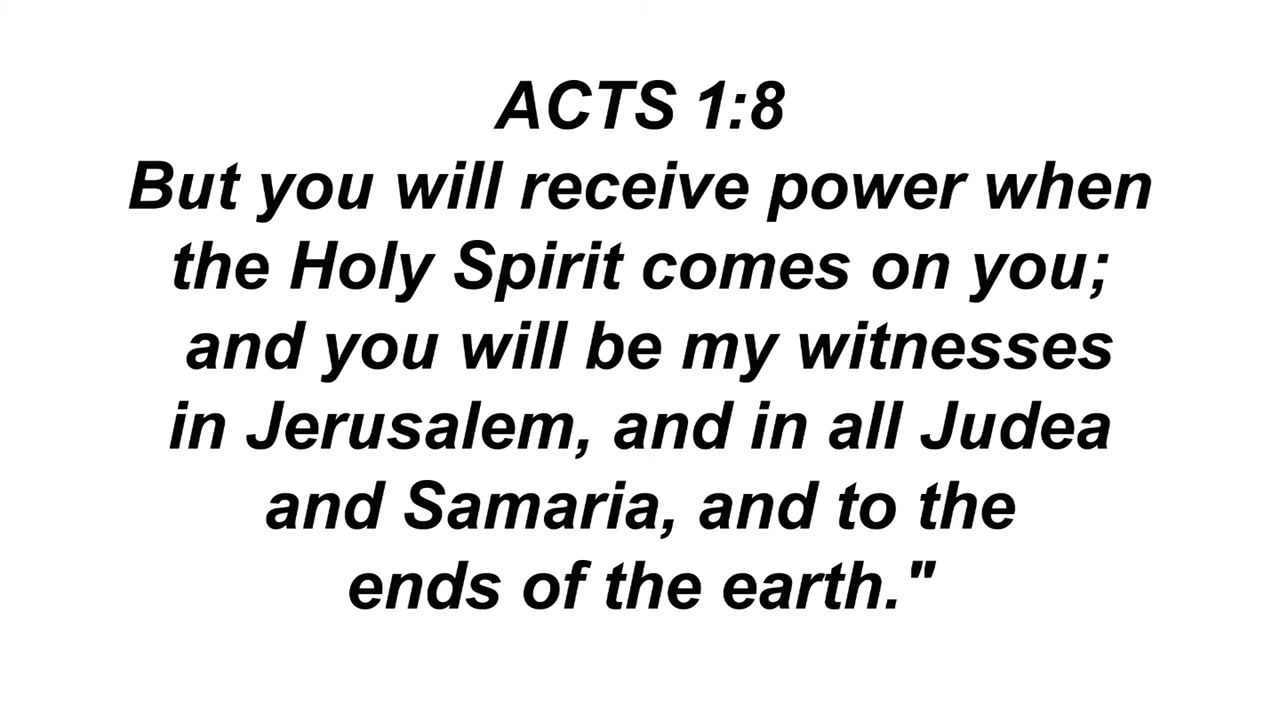 ACTS 1:8
But you will receive power when
the Holy Spirit comes on you;
and you will be my witnesses
in Jerusalem, and in all Judea
and Samaria, and to the
ends of the earth."